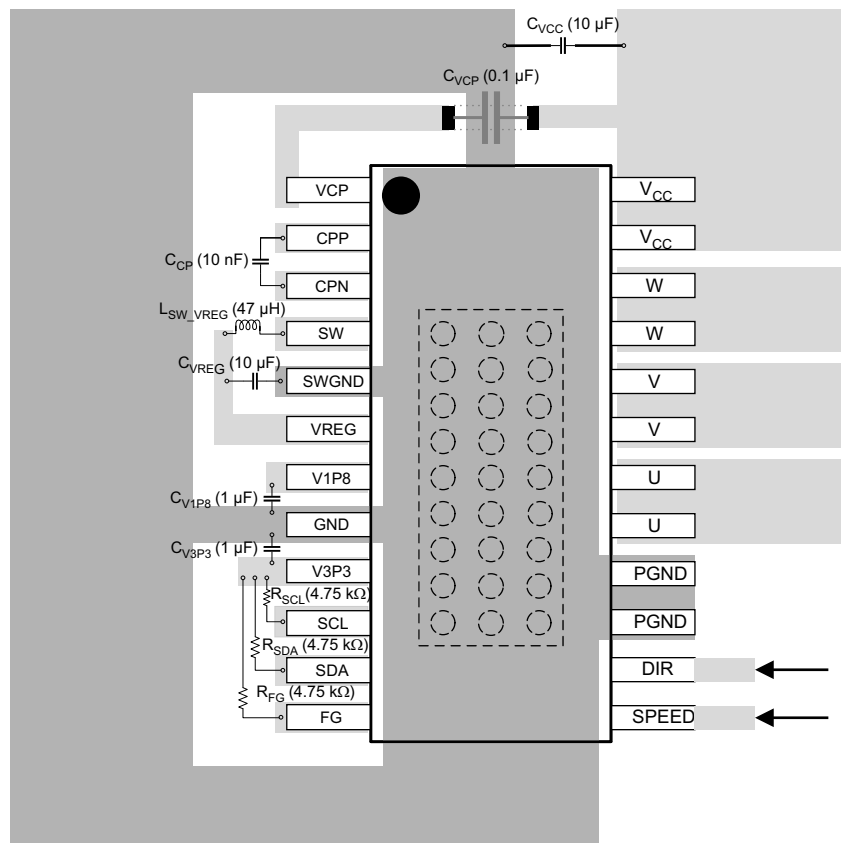 C_VCC (10 µF)
C_VCP (0.1 µF)
VCP
V_CC
CPP
V_CC
C_CP (10 nF)
CPN
W
L_SW_VREG (47 µH)
SW
W
C_VREG (10 µF)
SWGND
V
VREG
V
V1P8
U
C_V1P8 (1 µF)
GND
U
C_V3P3 (1 µF)
V3P3
PGND
R_SCL (4.75 kΩ)
SCL
PGND
R_SDA (4.75 kΩ)
SDA
DIR
R_FG (4.75 kΩ)
FG
SPEED